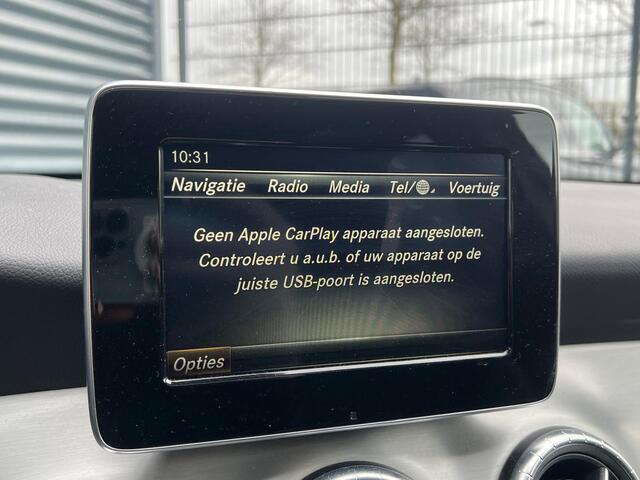 10:31
Navigatie Radio Media Tel/ Voertuig
Geen Apple CarPlay apparaat aangesloten.
Controleert u a.u.b. of uw apparaat op de
juiste USB-poort is aangesloten.
Opties